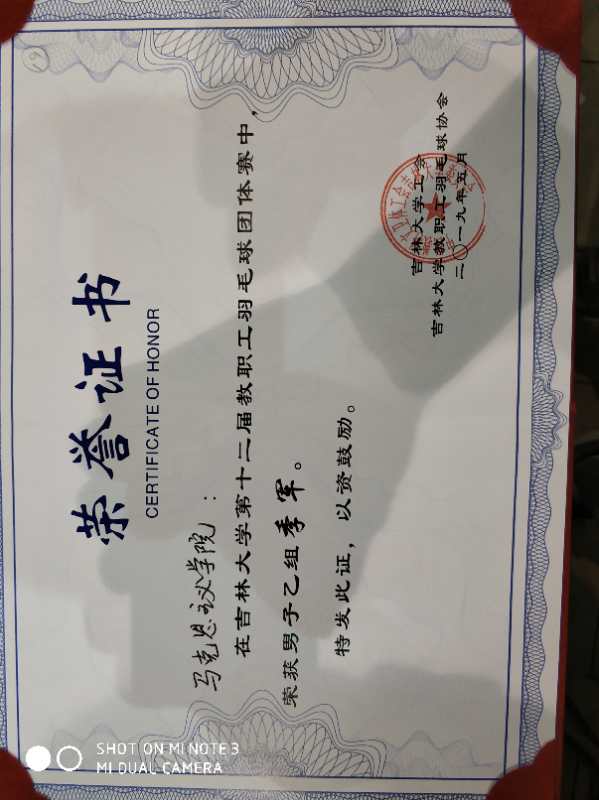 荣誉证书
CERTIFICATE OF HONOR
马克思主义学院：
在吉林大学第十二届教职工羽毛球团体赛中，
荣获男子乙组季军。
特发此证，以资鼓励。
吉林大学工会
吉林大学教职工羽毛球协会
二〇一九年五月
SHOT ON MI NOTE 3
MI DUAL CAMERA